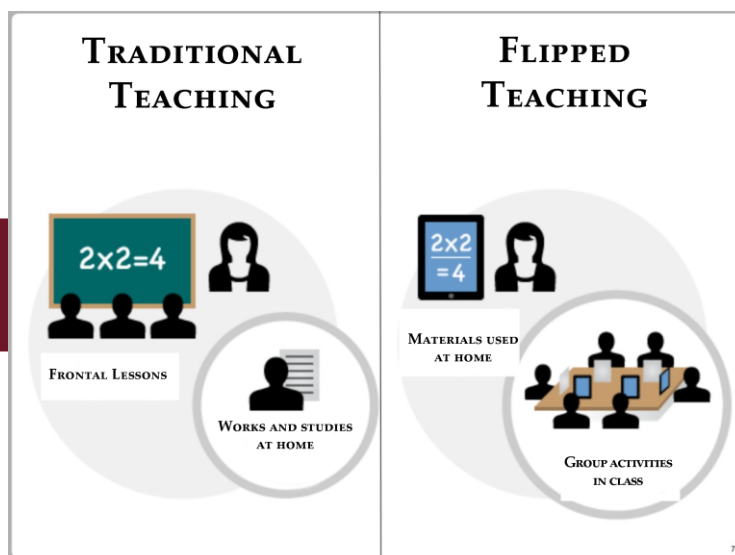 TRADITIONAL
TEACHING
2x2=4
FRONTAL LESSONS
WORKS AND STUDIES
AT HOME
FLIPPED
TEACHING
2x2
=4
MATERIALS USED
AT HOME
GROUP ACTIVITIES
IN CLASS
7